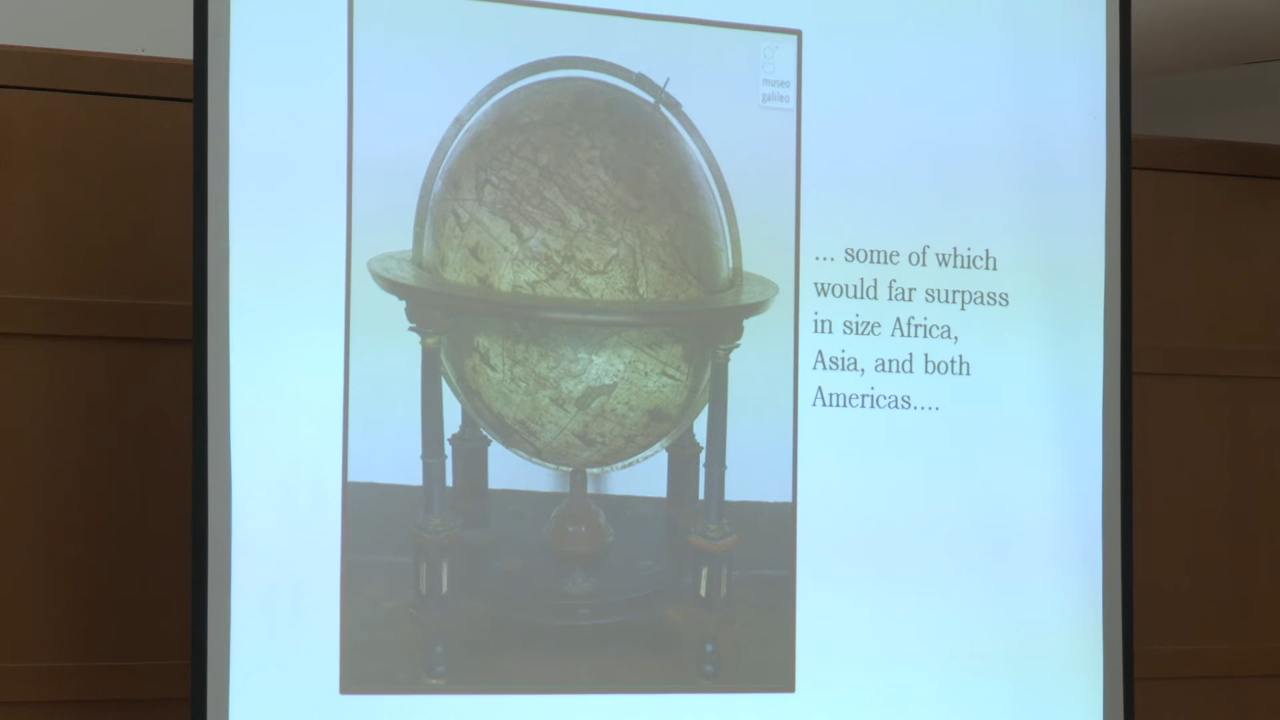 museo
galileo
... some of which
would far surpass
in size Africa,
Asia, and both
Americas....